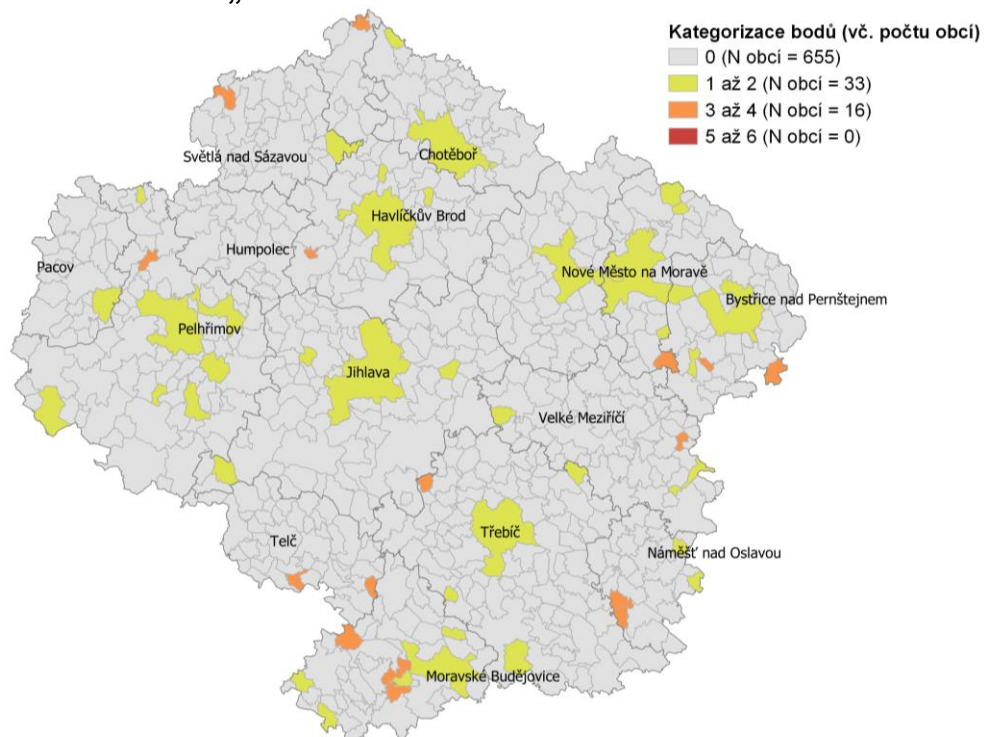 Kategorizace bodů (vč. počtu obcí)
0 (N obcí = 655)
1 až 2 (N obcí = 33)
3 až 4 (N obcí = 16)
5 až 6 (N obcí = 0)
Světlá nad Sázavou
Chotěboř
Havlíčkův Brod
Humpolec
Pacov
Nové Město na Moravě
Bystřice nad Pernštejnem
Pelhřimov
Jihlava
Velké Meziříčí
Třebíč
Telč
Náměšť nad Oslavou
Moravské Budějovice